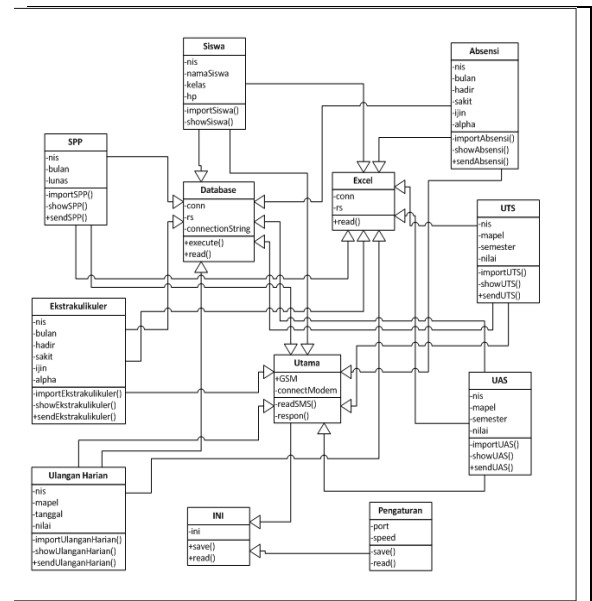 Siswa
-nis
-namaSiswa
-kelas
-hp
-importSiswa()
-showSiswa()
Absensi
-nis
-bulan
-hadir
-sakit
-ijin
-alpha
+importAbsensi()
-showAbsensi()
+sendAbsensi()
SPP
-nis
-bulan
-lunas
-importSPP()
-showSPP()
+sendSPP()
Database
-conn
-rs
-connectionString
+execute()
+read()
Excel
-conn
-rs
+read()
UTS
-nis
-mapel
-semester
-nilai
-importUTS()
-showUTS()
+sendUTS()
Ekstrakulikuler
-nis
-bulan
-hadir
-sakit
-ijin
-alpha
-importEkstrakulikuler()
-showEkstrakulikuler()
+sendEkstrakulikuler()
Utama
+GSM
-connectModem
-readSMS()
-respon()
UAS
-nis
-mapel
-semester
-nilai
-importUAS()
-showUAS()
+sendUAS()
Ulangan Harian
-nis
-mapel
-tanggal
-nilai
-importUlanganHarian()
-showUlanganHarian()
+sendUlanganHarian()
INI
-ini
+save()
+read()
Pengaturan
-port
-speed
-save()
-read()